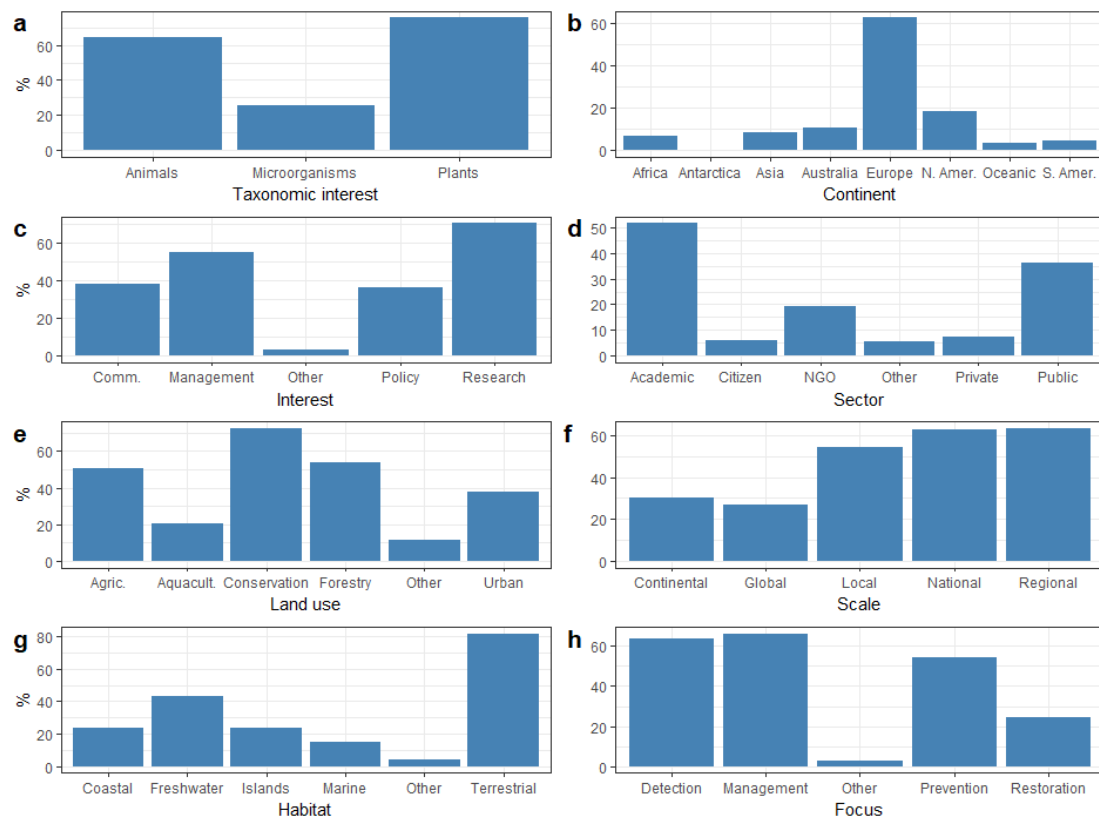 a
%
60
40
20
0
Animals Microorganisms Plants
Taxonomic interest
b
60
40
20
0
Africa Antarctica Asia Australia Europe N. Amer. Oceanic S. Amer.
Continent
c
%
60
40
20
0
Comm. Management Other Policy Research
Interest
d
50
40
30
20
10
0
Academic Citizen NGO Other Private Public
Sector
e
%
60
40
20
0
Agric. Aquacult. Conservation Forestry Other Urban
Land use
f
60
40
20
0
Continental Global Local National Regional
Scale
g
%
80
60
40
20
0
Coastal Freshwater Islands Marine Other Terrestrial
Habitat
h
60
40
20
0
Detection Management Other Prevention Restoration
Focus